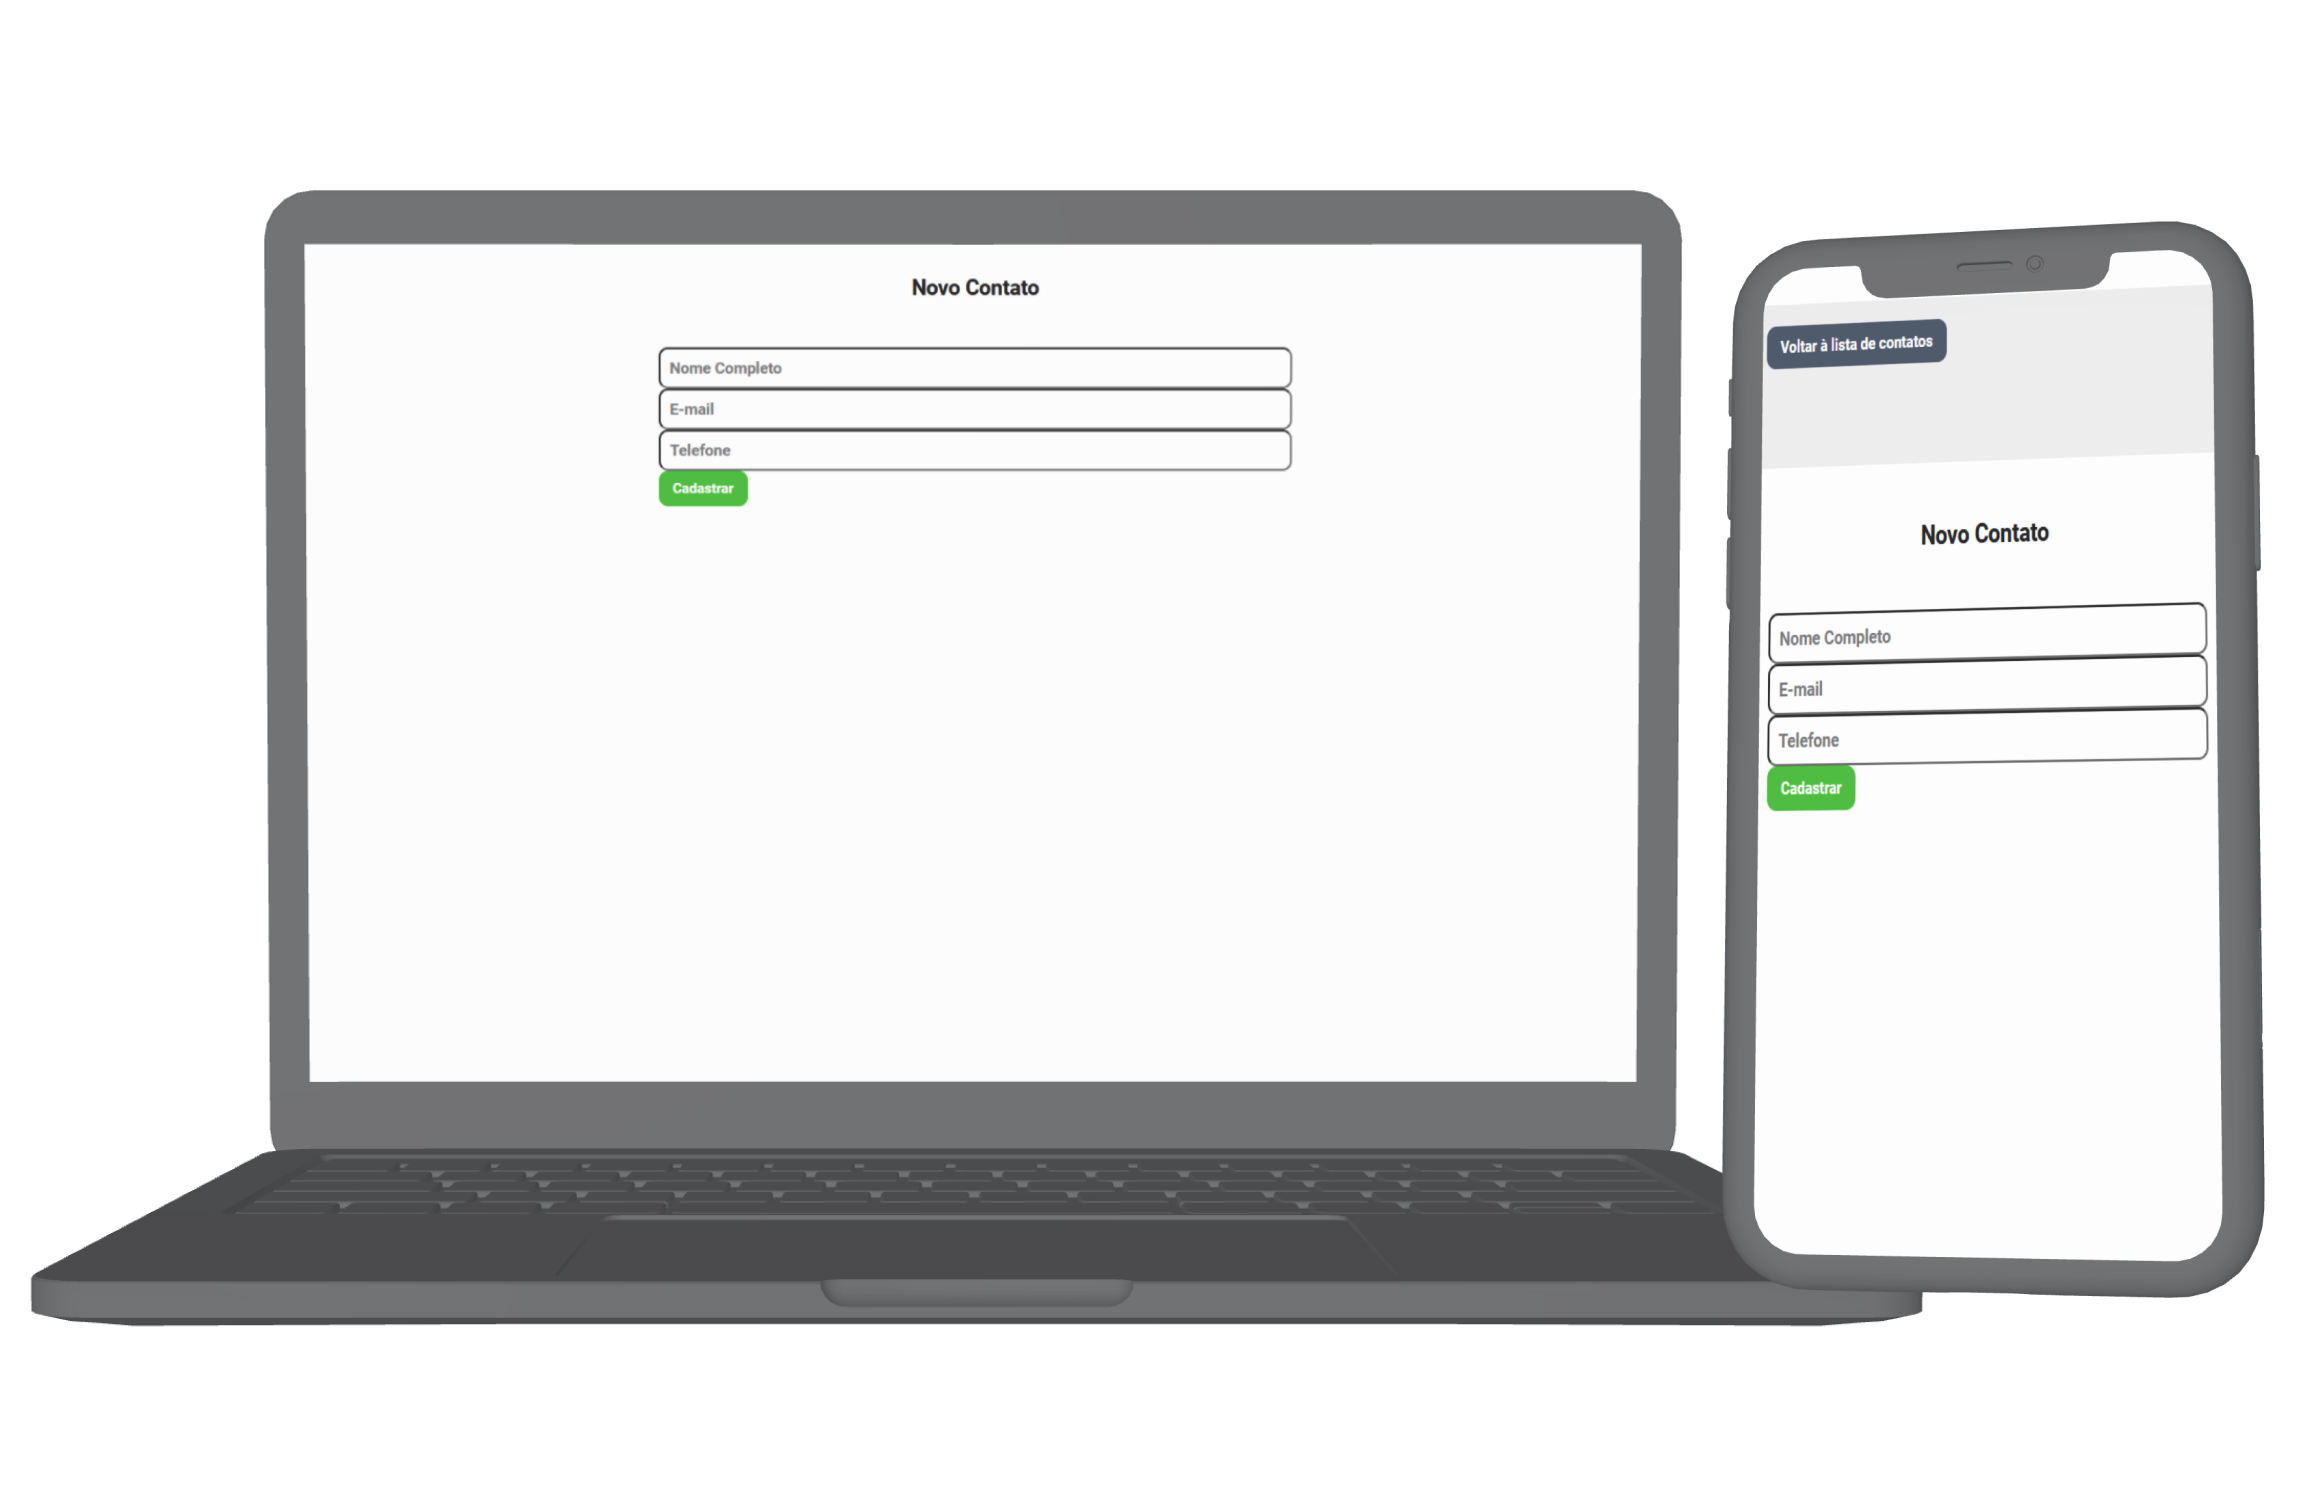 Novo Contato
Nome Completo
E-mail
Telefone
Cadastrar
Voltar à lista de contatos
Novo Contato
Nome Completo
E-mail
Telefone
Cadastrar